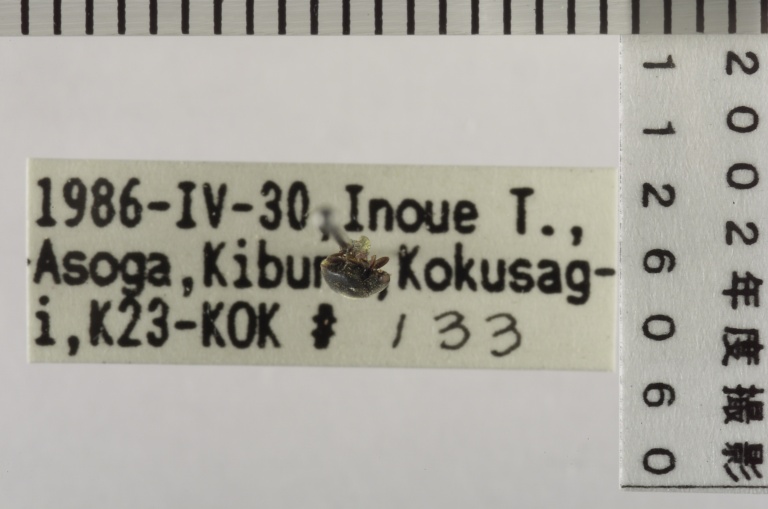 1986-IV-30, Inoue T.,
Asoga, Kibun, Kokusag-
i, K23-KOK # 133
1126060
2002年度撮影